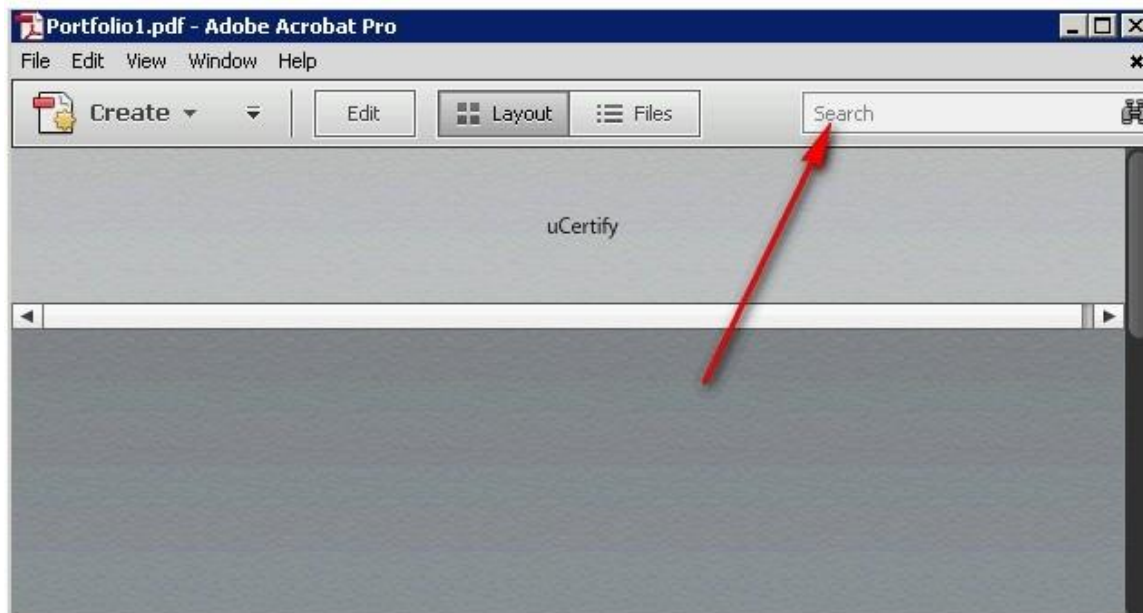 Portfolio1.pdf - Adobe Acrobat Pro
File Edit View Window Help
Create Edit Layout Files Search
uCertify